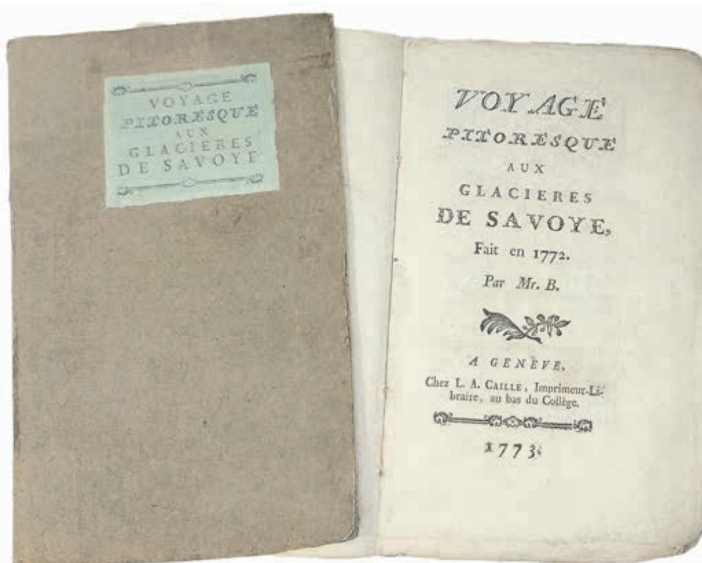 VOYAGE
PITORESQUE
AUX
GLACIERES
DE SAVOYE
VOYAGE
PITORESQUE
AUX
GLACIERES
DE SAVOYE,
Fait en 1772.
Par Mr. B.
A GENÈVE,
Chez L. A. CAILLE, Imprimeur-Li-
braire, au bas du Collège.
1773.